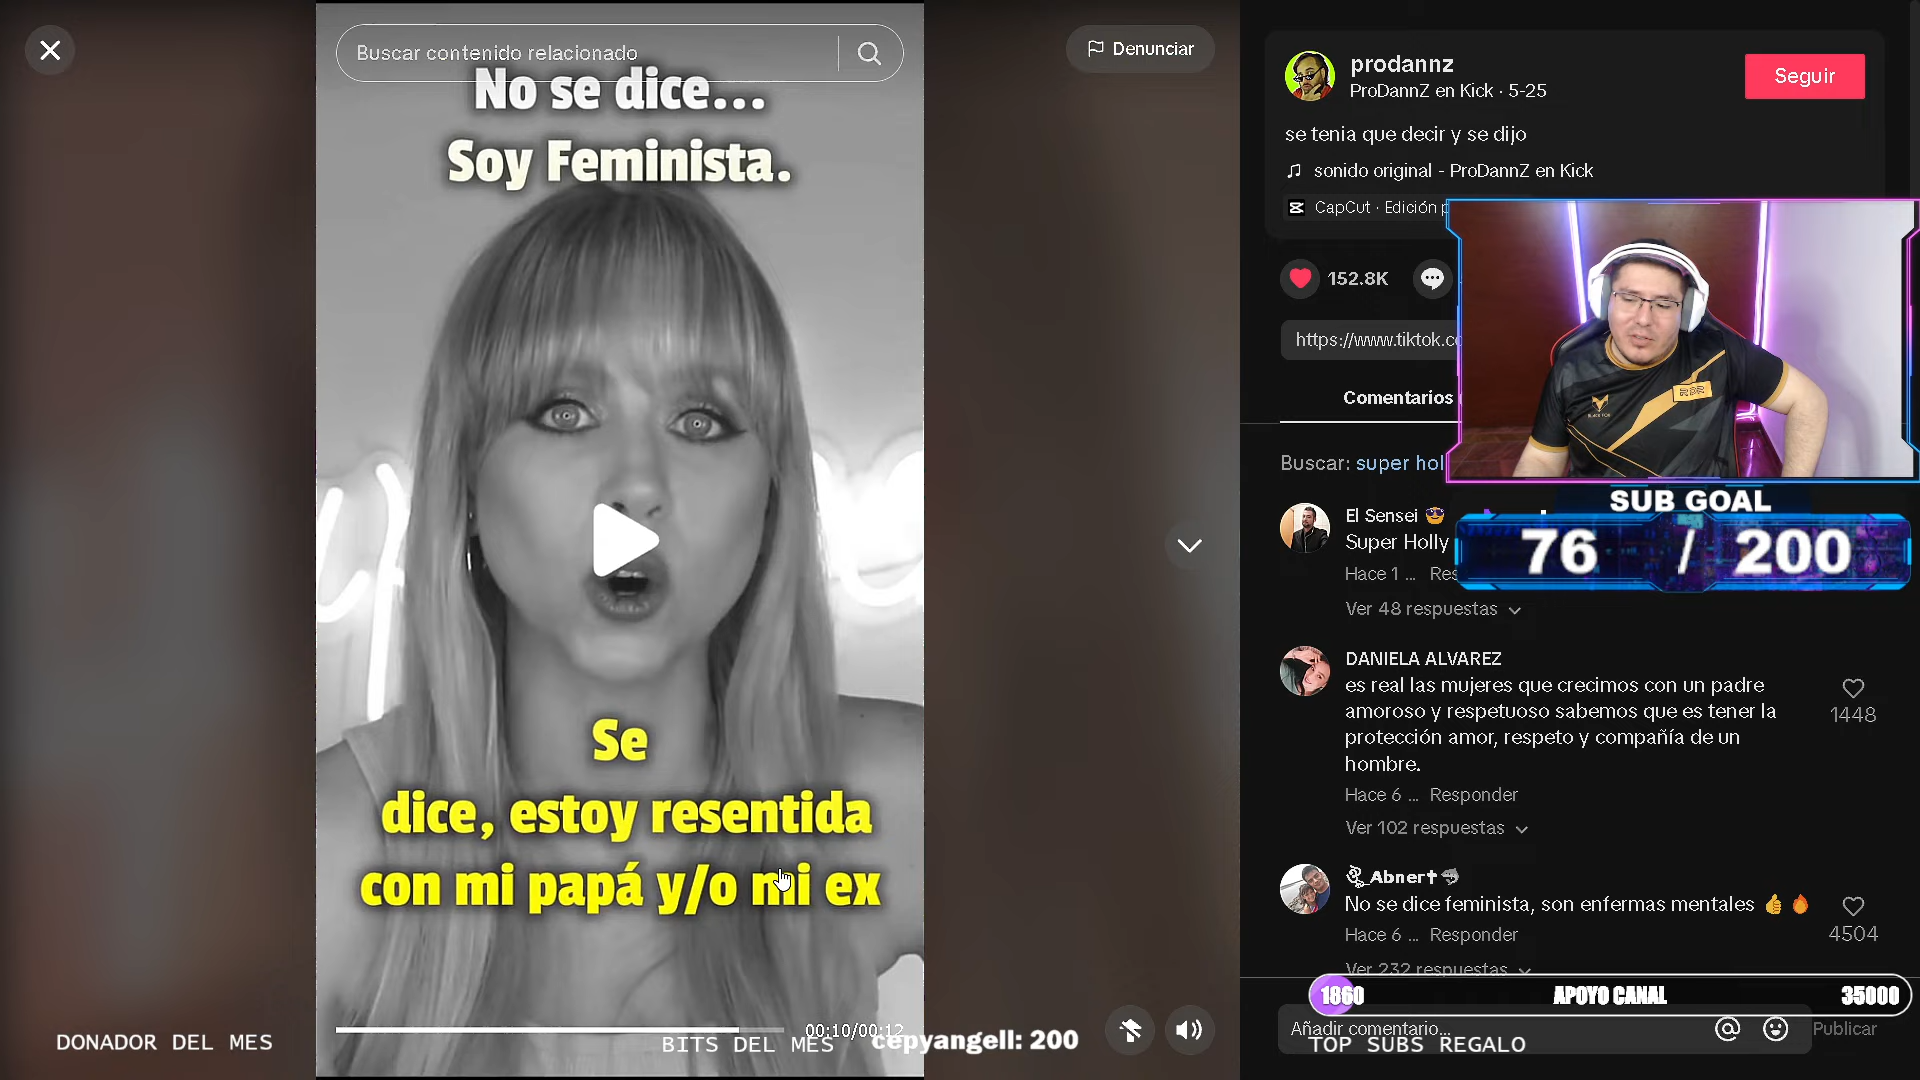 Buscar contenido relacionado
Denunciar
No se dice...
Soy Feminista.
Se
dice, estoy resentida
con mi papá y/o mi ex
00:10/00:12
DONADOR DEL MES
BITS DEL MES
cepyangell: 200
prodannz
ProDannZ en Kick · 5-25
Seguir
se tenia que decir y se dijo
sonido original - ProDannZ en Kick
CapCut · Edición
152.8K
https://www.tiktok.co
Comentarios
Buscar: super hol
SUB GOAL
76 / 200
El Sensei 😎
Super Holly
Hace 1 ...
Ver 48 respuestas
DANIELA ALVAREZ
es real las mujeres que crecimos con un padre
amoroso y respetuoso sabemos que es tener la
protección amor, respeto y compañía de un
hombre.
1448
Hace 6 ... Responder
Ver 102 respuestas
Abner✝
No se dice feminista, son enfermas mentales 👍🔥
4504
Hace 6 ... Responder
Ver 232 respuestas
1860 APOYO CANAL 35000
Añadir comentario...
Publicar
TOP SUBS REGALO